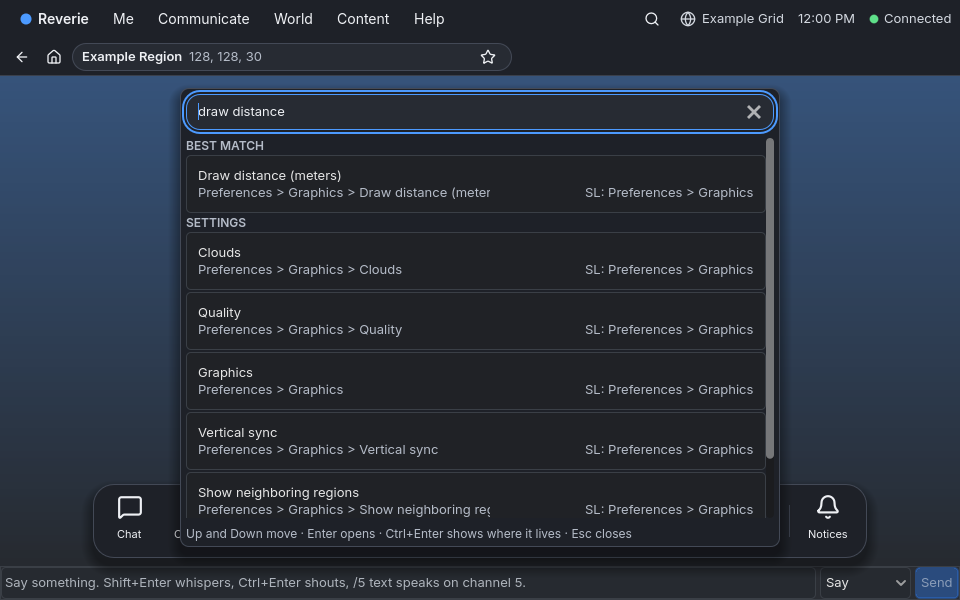 Reverie Me Communicate World Content Help Example Grid 12:00 PM Connected
Example Region 128, 128, 30
draw distance
BEST MATCH
Draw distance (meters)
Preferences > Graphics > Draw distance (meter SL: Preferences > Graphics
SETTINGS
Clouds
Preferences > Graphics > Clouds SL: Preferences > Graphics
Quality
Preferences > Graphics > Quality SL: Preferences > Graphics
Graphics
Preferences > Graphics SL: Preferences > Graphics
Vertical sync
Preferences > Graphics > Vertical sync SL: Preferences > Graphics
Show neighboring regions
Preferences > Graphics > Show neighboring reg SL: Preferences > Graphics
Up and Down move · Enter opens · Ctrl+Enter shows where it lives · Esc closes
Chat Notices
Say something. Shift+Enter whispers, Ctrl+Enter shouts, /5 text speaks on channel 5. Say Send